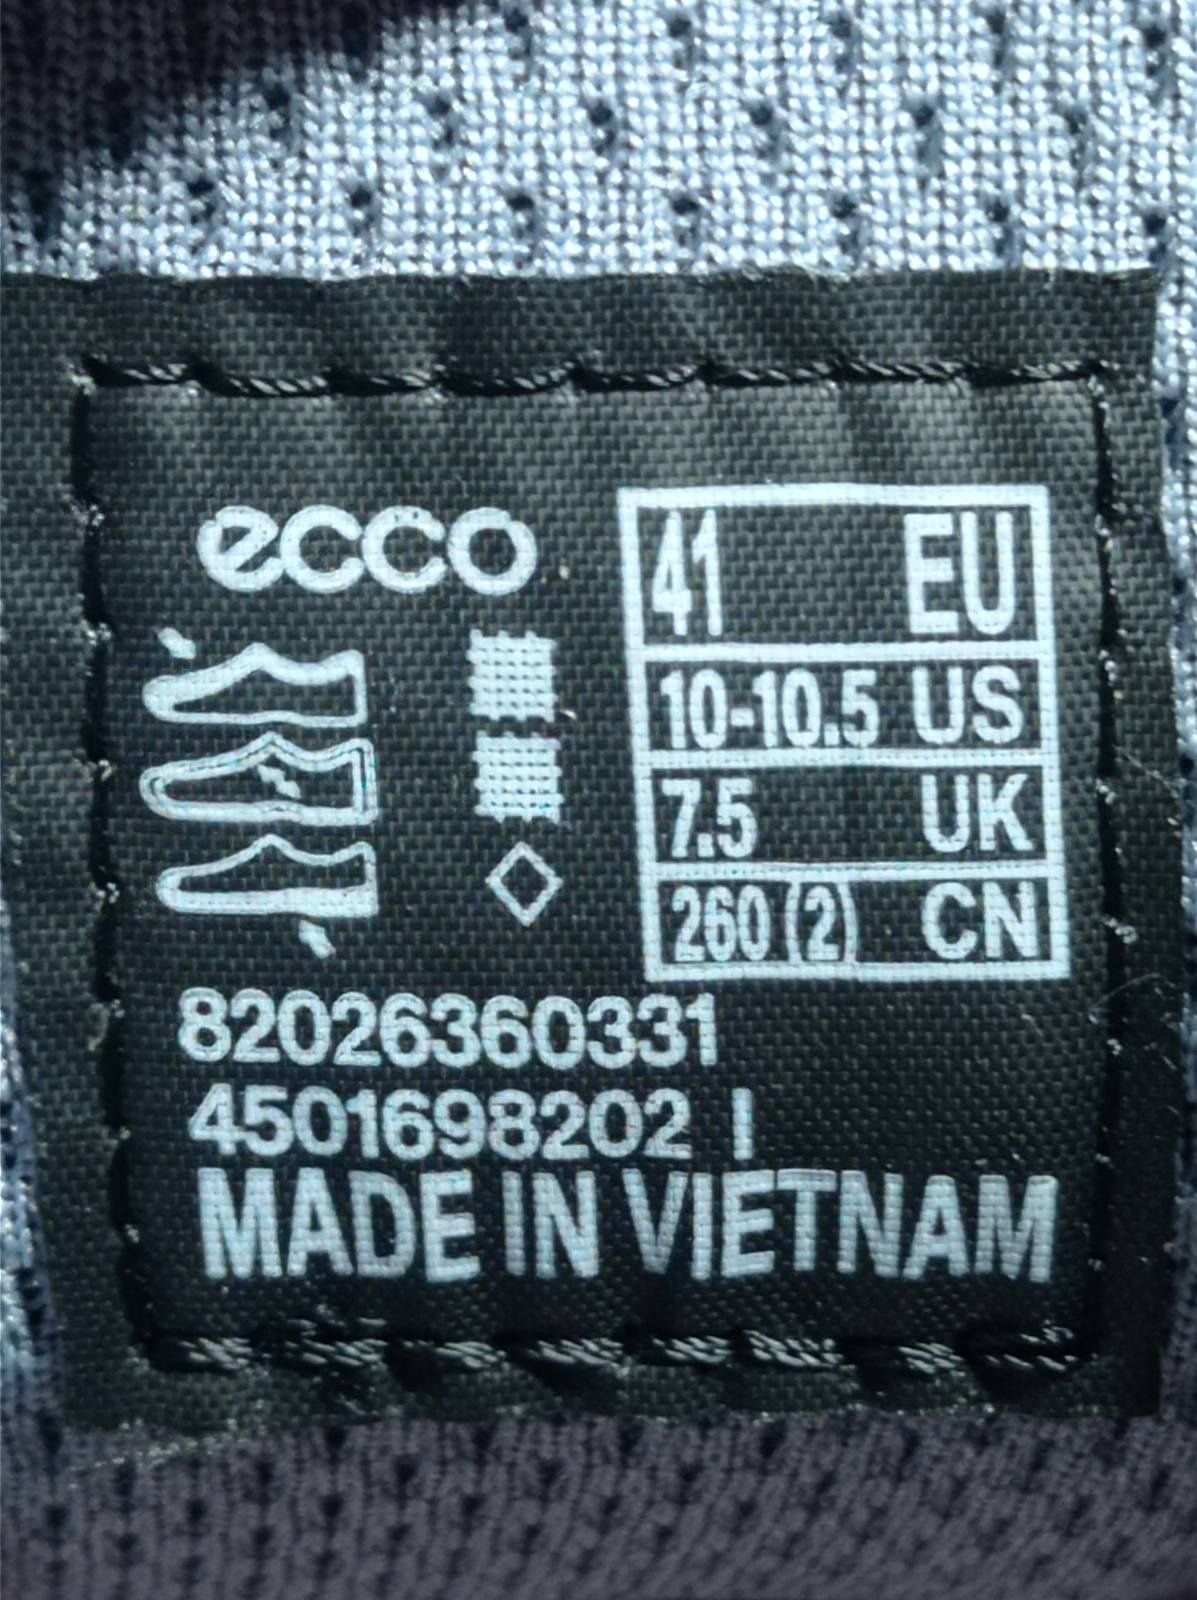 ecco
41 EU
10-10.5 US
7.5 UK
260 (2) CN
82026360331
4501698202 I
MADE IN VIETNAM